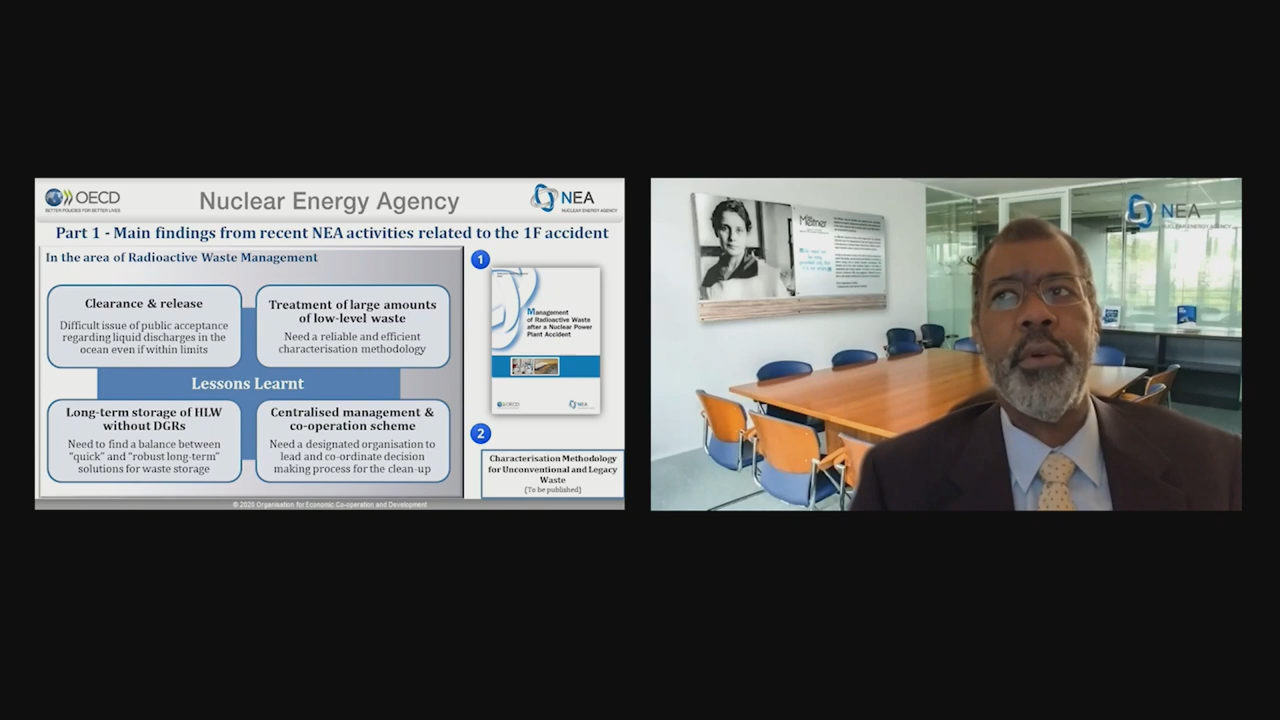 OECD
BETTER POLICIES FOR BETTER LIVES
Nuclear Energy Agency
NEA
NUCLEAR ENERGY AGENCY
Part 1 - Main findings from recent NEA activities related to the 1F accident
In the area of Radioactive Waste Management
Clearance & release
Difficult issue of public acceptance
regarding liquid discharges in the
ocean even if within limits
Treatment of large amounts
of low-level waste
Need a reliable and efficient
characterisation methodology
Lessons Learnt
Long-term storage of HLW
without DGRs
Need to find a balance between
"quick" and "robust long-term"
solutions for waste storage
Centralised management &
co-operation scheme
Need a designated organisation to
lead and co-ordinate decision
making process for the clean-up
1
Management
of Radioactive Waste
after a Nuclear Power
Plant Accident
2
Characterisation Methodology
for Unconventional and Legacy
Waste
(To be published)
© 2020 Organisation for Economic Co-operation and Development
Meitner
NEA
NUCLEAR ENERGY AGENCY